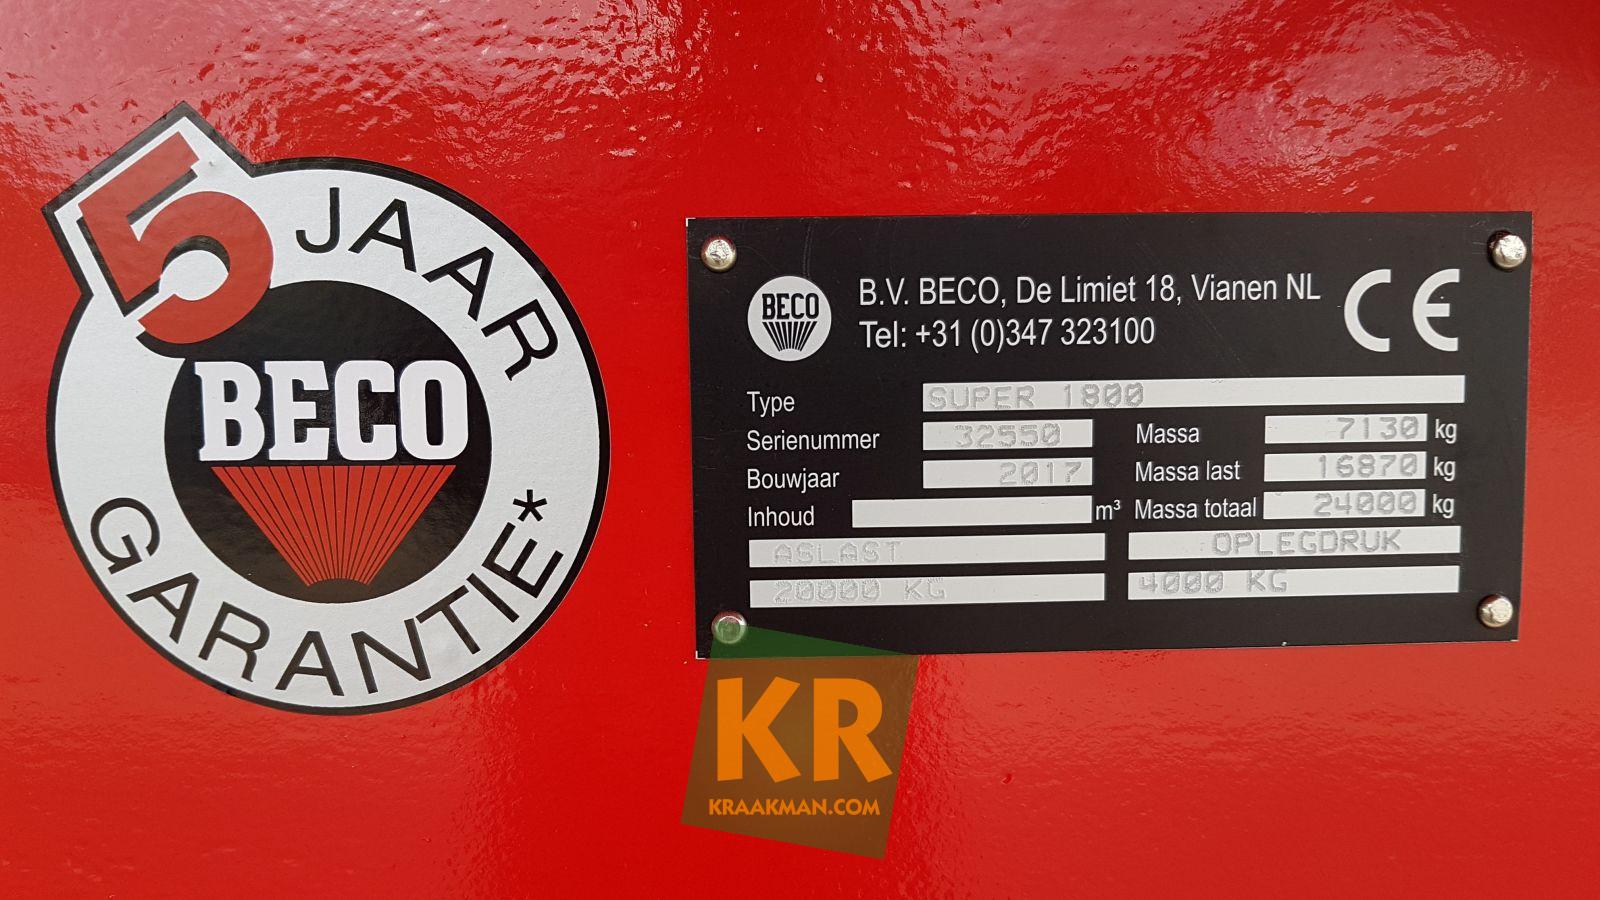 5 JAAR
BECO
GARANTIE*
BECO
B.V. BECO, De Limiet 18, Vianen NL
Tel: +31 (0)347 323100
CE
Type SUPER 1800
Serienummer 32550 Massa 7130 kg
Bouwjaar 2017 Massa last 16870 kg
Inhoud m³ Massa totaal 24000 kg
ASLAST OPLEGDRUK
20000 KG 4000 KG
KR
KRAAKMAN.COM